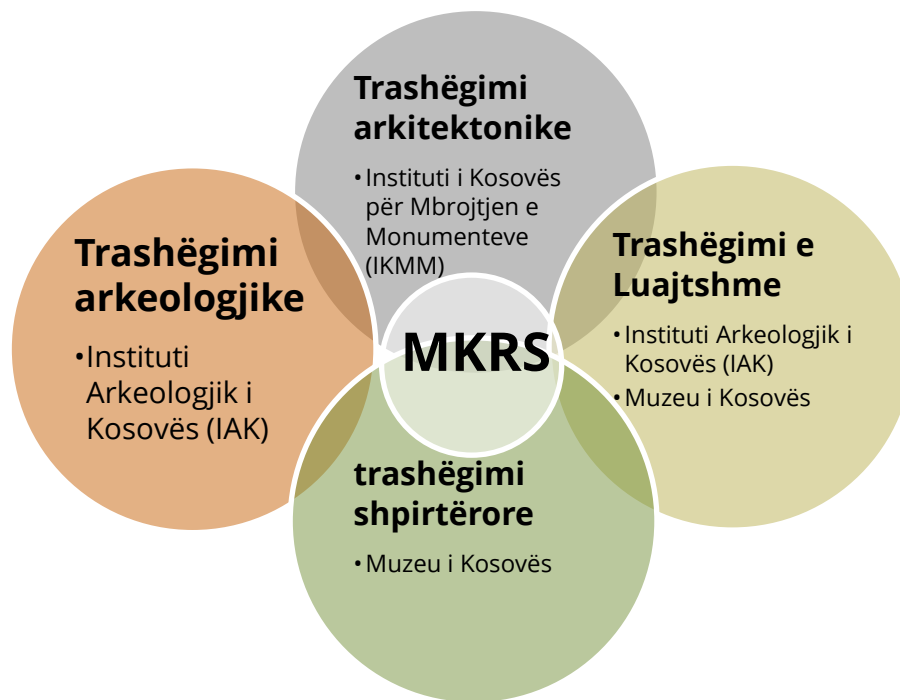 Trashëgimi
arkitektonike
• Instituti i Kosovës
për Mbrojtjen e
Monumenteve
(IKMM)
Trashëgimi
arkeologjike
• Instituti
Arkeologjik i
Kosovës (IAK)
MKRS
Trashëgimi e
Luajtshme
• Instituti Arkeologjik i
Kosovës (IAK)
• Muzeu i Kosovës
trashëgimi
shpirtërore
• Muzeu i Kosovës